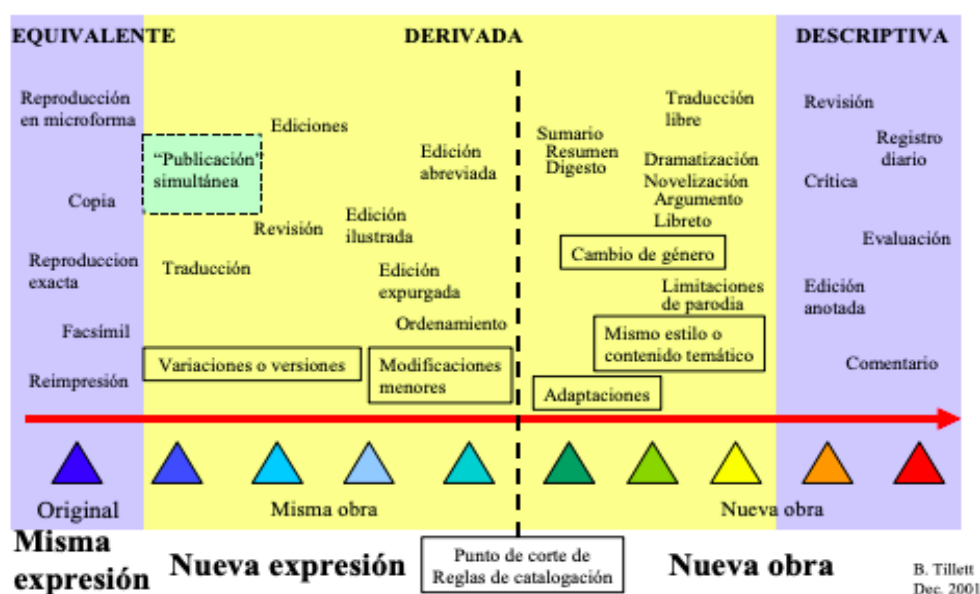 EQUIVALENTE
DERIVADA
DESCRIPTIVA
Reproducción
en microforma
Copia
Reproduccion
exacta
Facsímil
Reimpresión
“Publicación”
simultánea
Ediciones
Edición
abreviada
Revisión
Edición
ilustrada
Traducción
Edición
expurgada
Ordenamiento
Variaciones o versiones
Modificaciones
menores
Sumario
Resumen
Digesto
Traducción
libre
Dramatización
Novelización
Argumento
Libreto
Cambio de género
Limitaciones
de parodia
Mismo estilo o
contenido temático
Adaptaciones
Revisión
Registro
diario
Crítica
Evaluación
Edición
anotada
Comentario
Original
Misma obra
Nueva obra
Misma
expresión
Nueva expresión
Punto de corte de
Reglas de catalogación
Nueva obra
B. Tillett
Dec. 2001